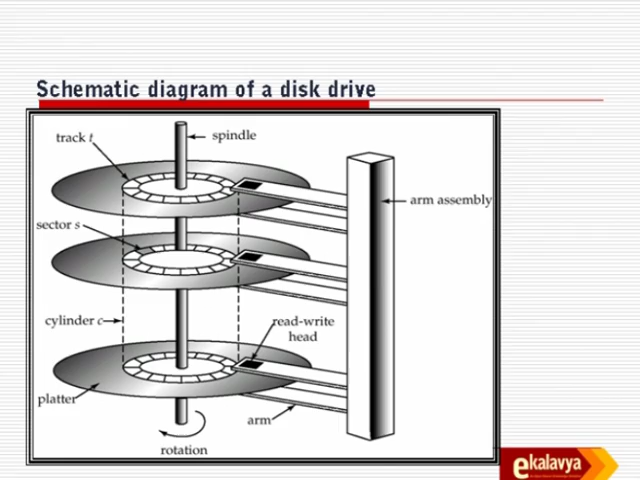 Schematic diagram of a disk drive
track t
spindle
arm assembly
sector s
cylinder c
read-write
head
platter
arm
rotation
ekalavya